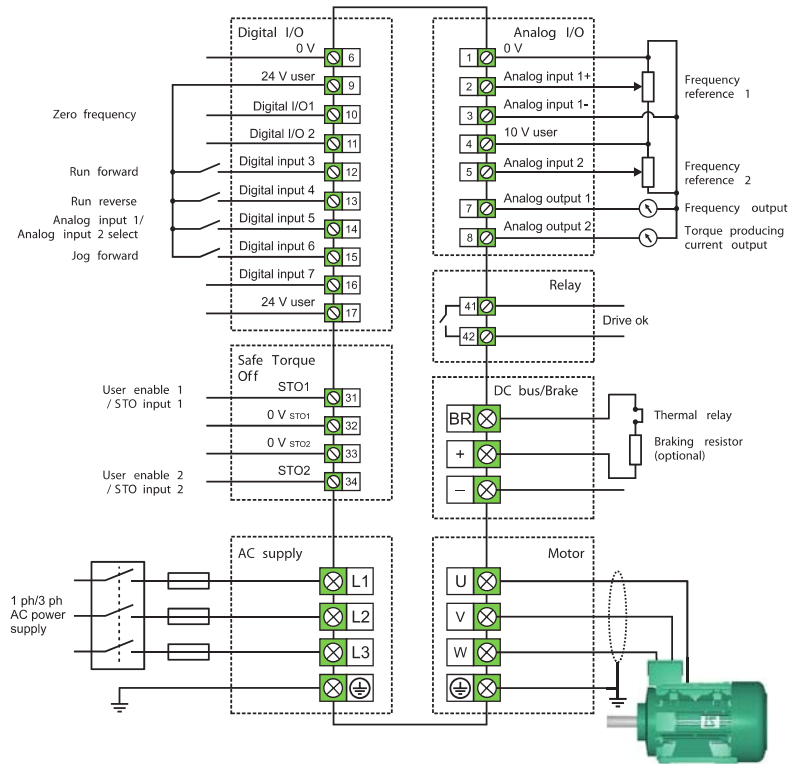 Digital I/O
0 V
6
24 V user
9
Zero frequency
Digital I/O1
10
Digital I/O 2
11
Run forward
Digital input 3
12
Run reverse
Digital input 4
13
Analog input 1/
Analog input 2 select
Digital input 5
14
Jog forward
Digital input 6
15
Digital input 7
16
24 V user
17
Analog I/O
0 V
1
Analog input 1+
2
Frequency
reference 1
Analog input 1-
3
10 V user
4
Analog input 2
5
Frequency
reference 2
Analog output 1
7
Frequency output
Analog output 2
8
Torque producing
current output
Relay
41
42
Drive ok
Safe Torque
Off
User enable 1
/ STO input 1
STO1
31
0 V STO1
32
0 V STO2
33
User enable 2
/ STO input 2
STO2
34
DC bus/Brake
BR
+
–
Thermal relay
Braking resistor
(optional)
AC supply
1 ph/3 ph
AC power
supply
L1
L2
L3
Motor
U
V
W